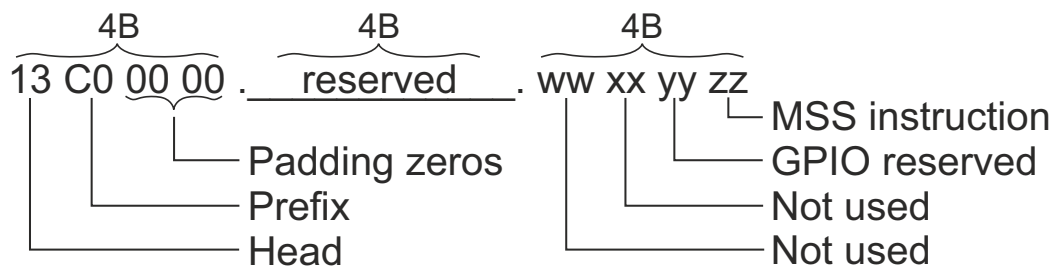 4B 4B 4B
13 C0 00 00 . reserved . ww xx yy zz
MSS instruction
Padding zeros GPIO reserved
Prefix Not used
Head Not used